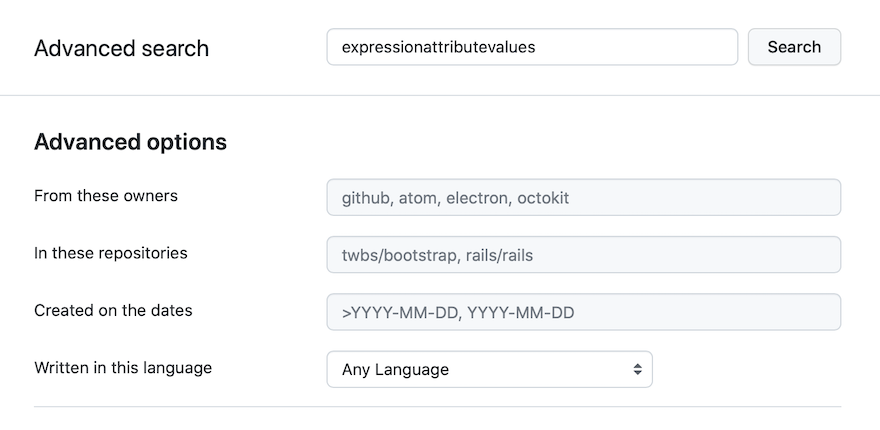 Advanced search
expressionattributevalues
Search
Advanced options
From these owners
github, atom, electron, octokit
In these repositories
twbs/bootstrap, rails/rails
Created on the dates
>YYYY-MM-DD, YYYY-MM-DD
Written in this language
Any Language